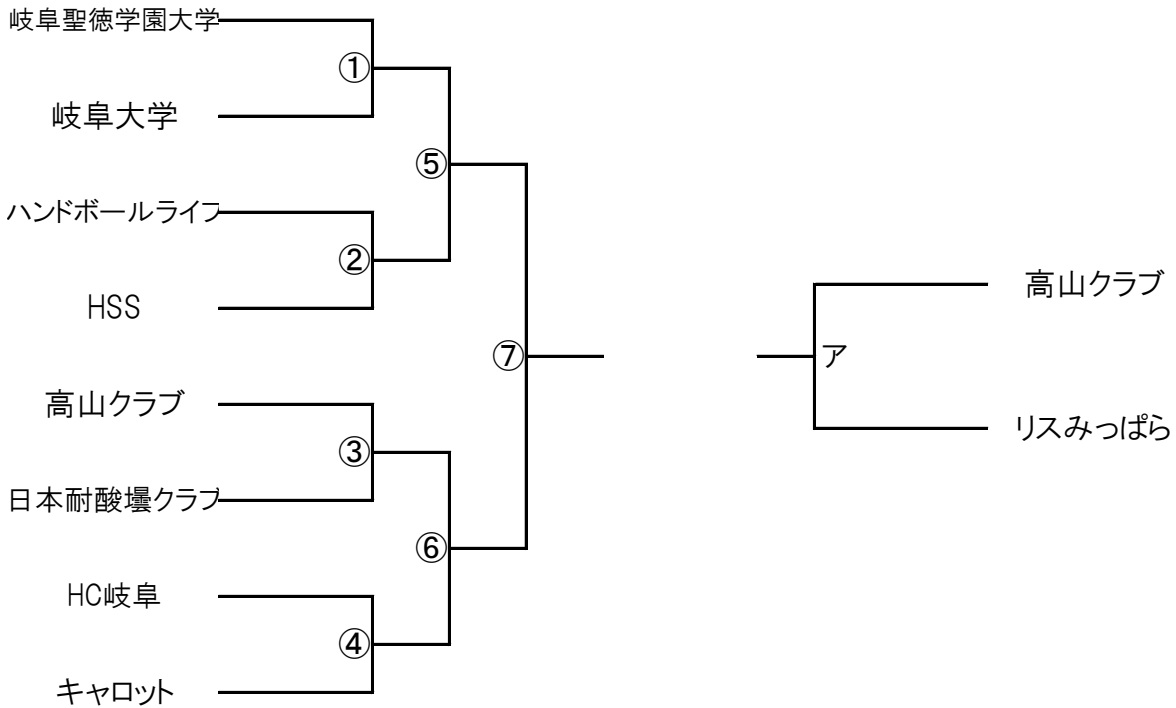 岐阜聖徳学園大学
①
岐阜大学
⑤
ハンドボールライフ
②
HSS
高山クラブ
⑦
ア
高山クラブ
リスみっぱら
③
日本耐酸壜クラブ
⑥
HC岐阜
④
キャロット